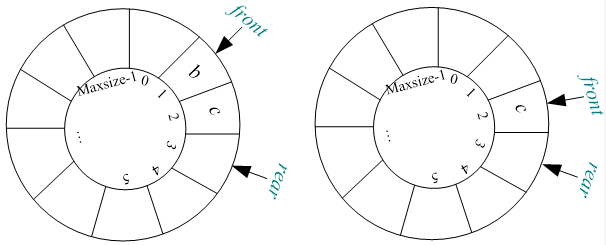 front
b
c
Maxsize-1 0 1 2 3 4 5 ...
rear
front
c
Maxsize-1 0 1 2 3 4 5 ...
rear